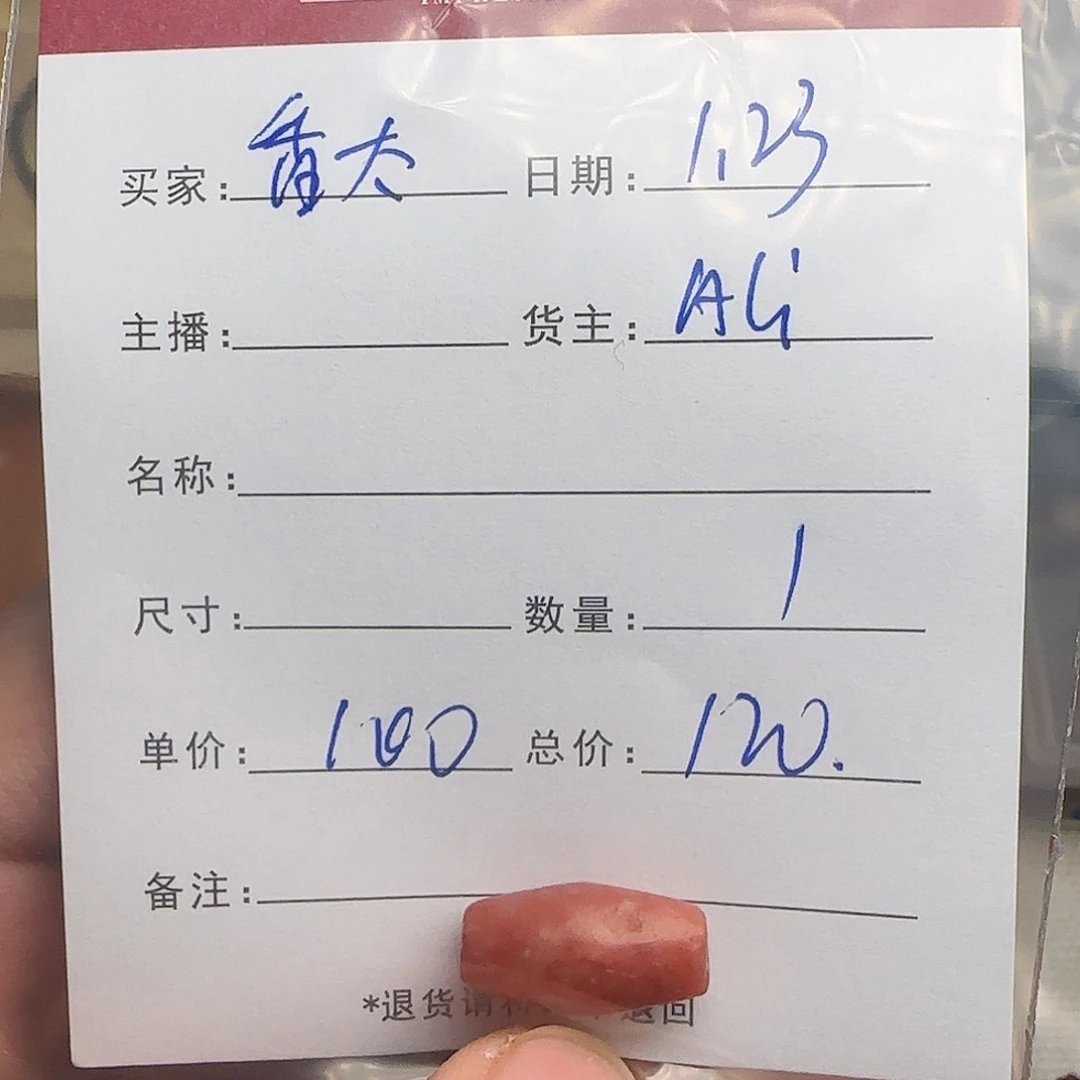 买家: 香大 日期: 1.23
主播: 货主: Ali
名称:
尺寸: 数量: 1
单价: 100 总价: 120.
备注:
*退货请 退回